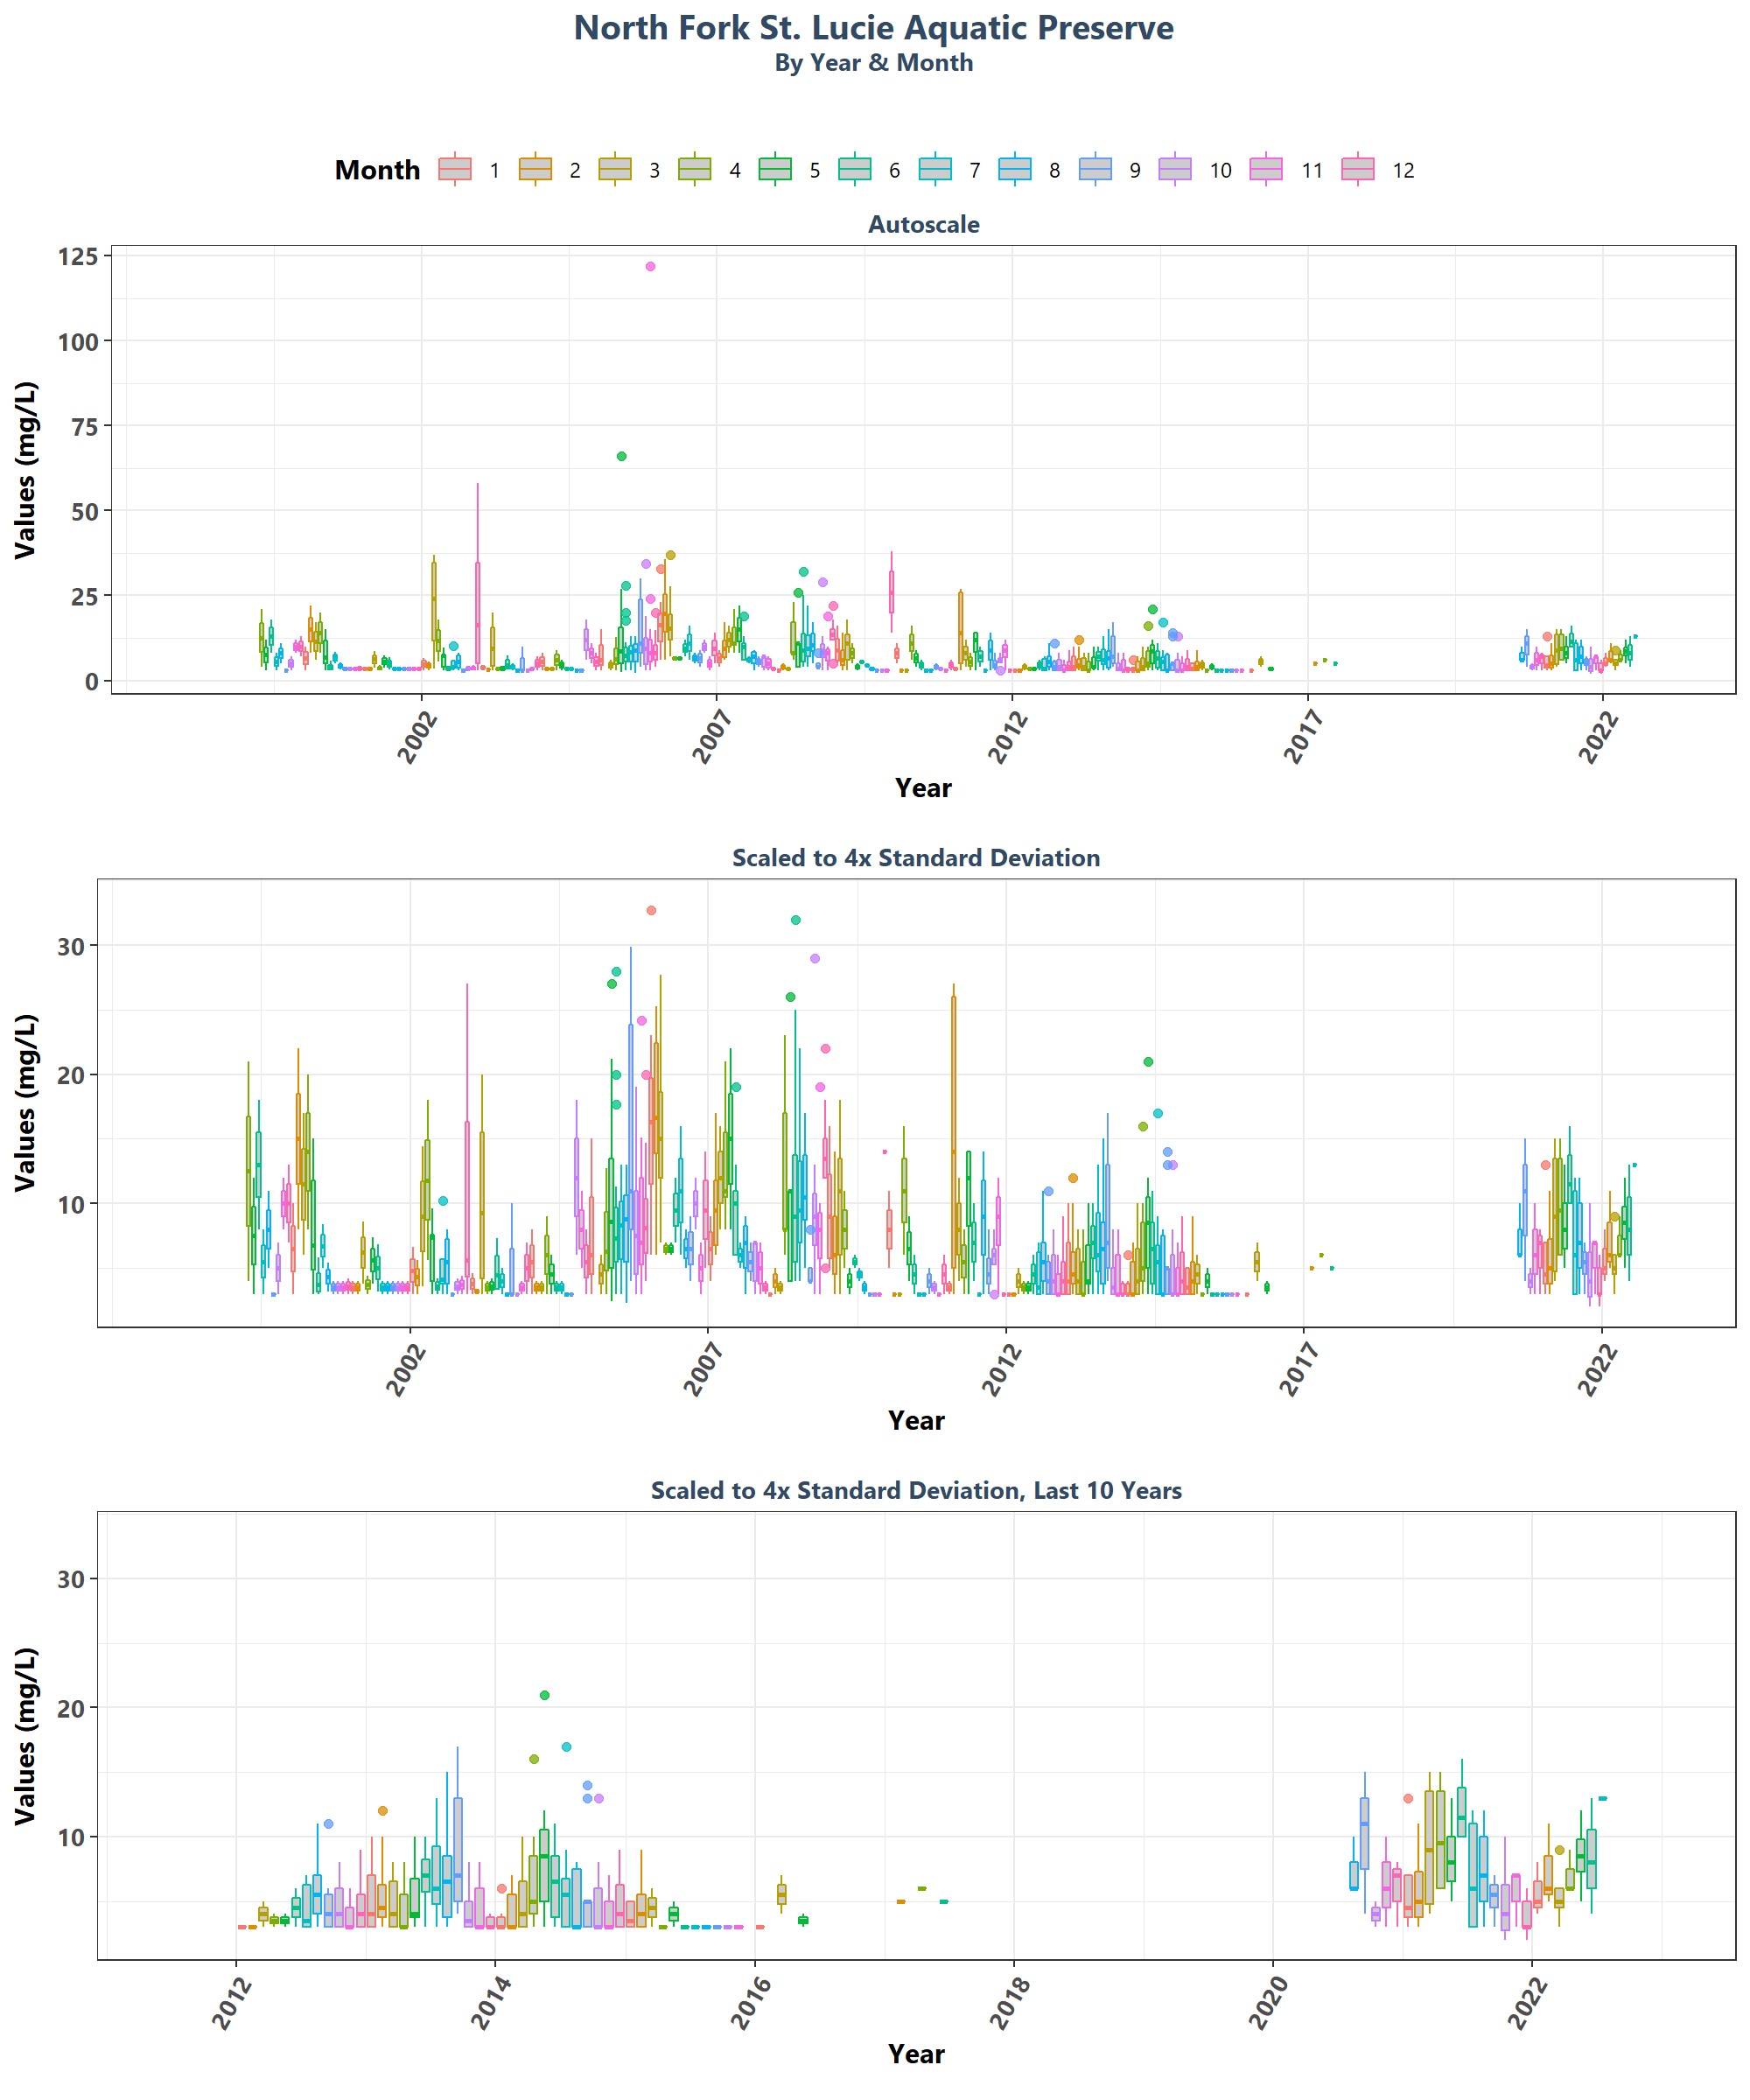 North Fork St. Lucie Aquatic Preserve
By Year & Month
Month 1 2 3 4 5 6 7 8 9 10 11 12
Autoscale
125
100
75
50
25
0
Values (mg/L)
2002 2007 2012 2017 2022
Year
Scaled to 4x Standard Deviation
30
20
10
Values (mg/L)
2002 2007 2012 2017 2022
Year
Scaled to 4x Standard Deviation, Last 10 Years
30
20
10
Values (mg/L)
2012 2014 2016 2018 2020 2022
Year